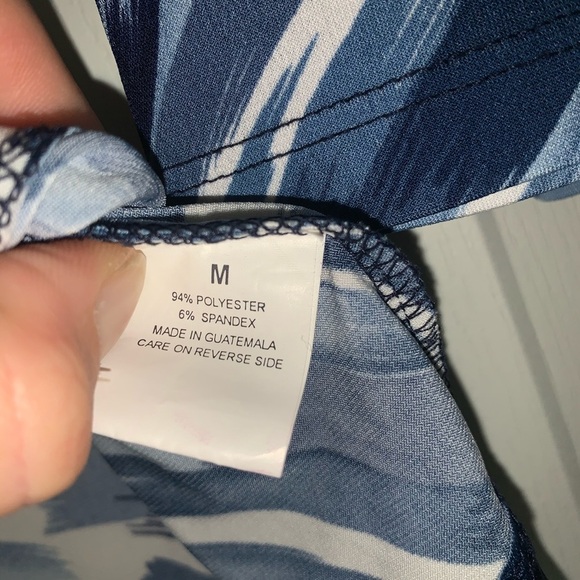 M
94% POLYESTER
6% SPANDEX
MADE IN GUATEMALA
CARE ON REVERSE SIDE